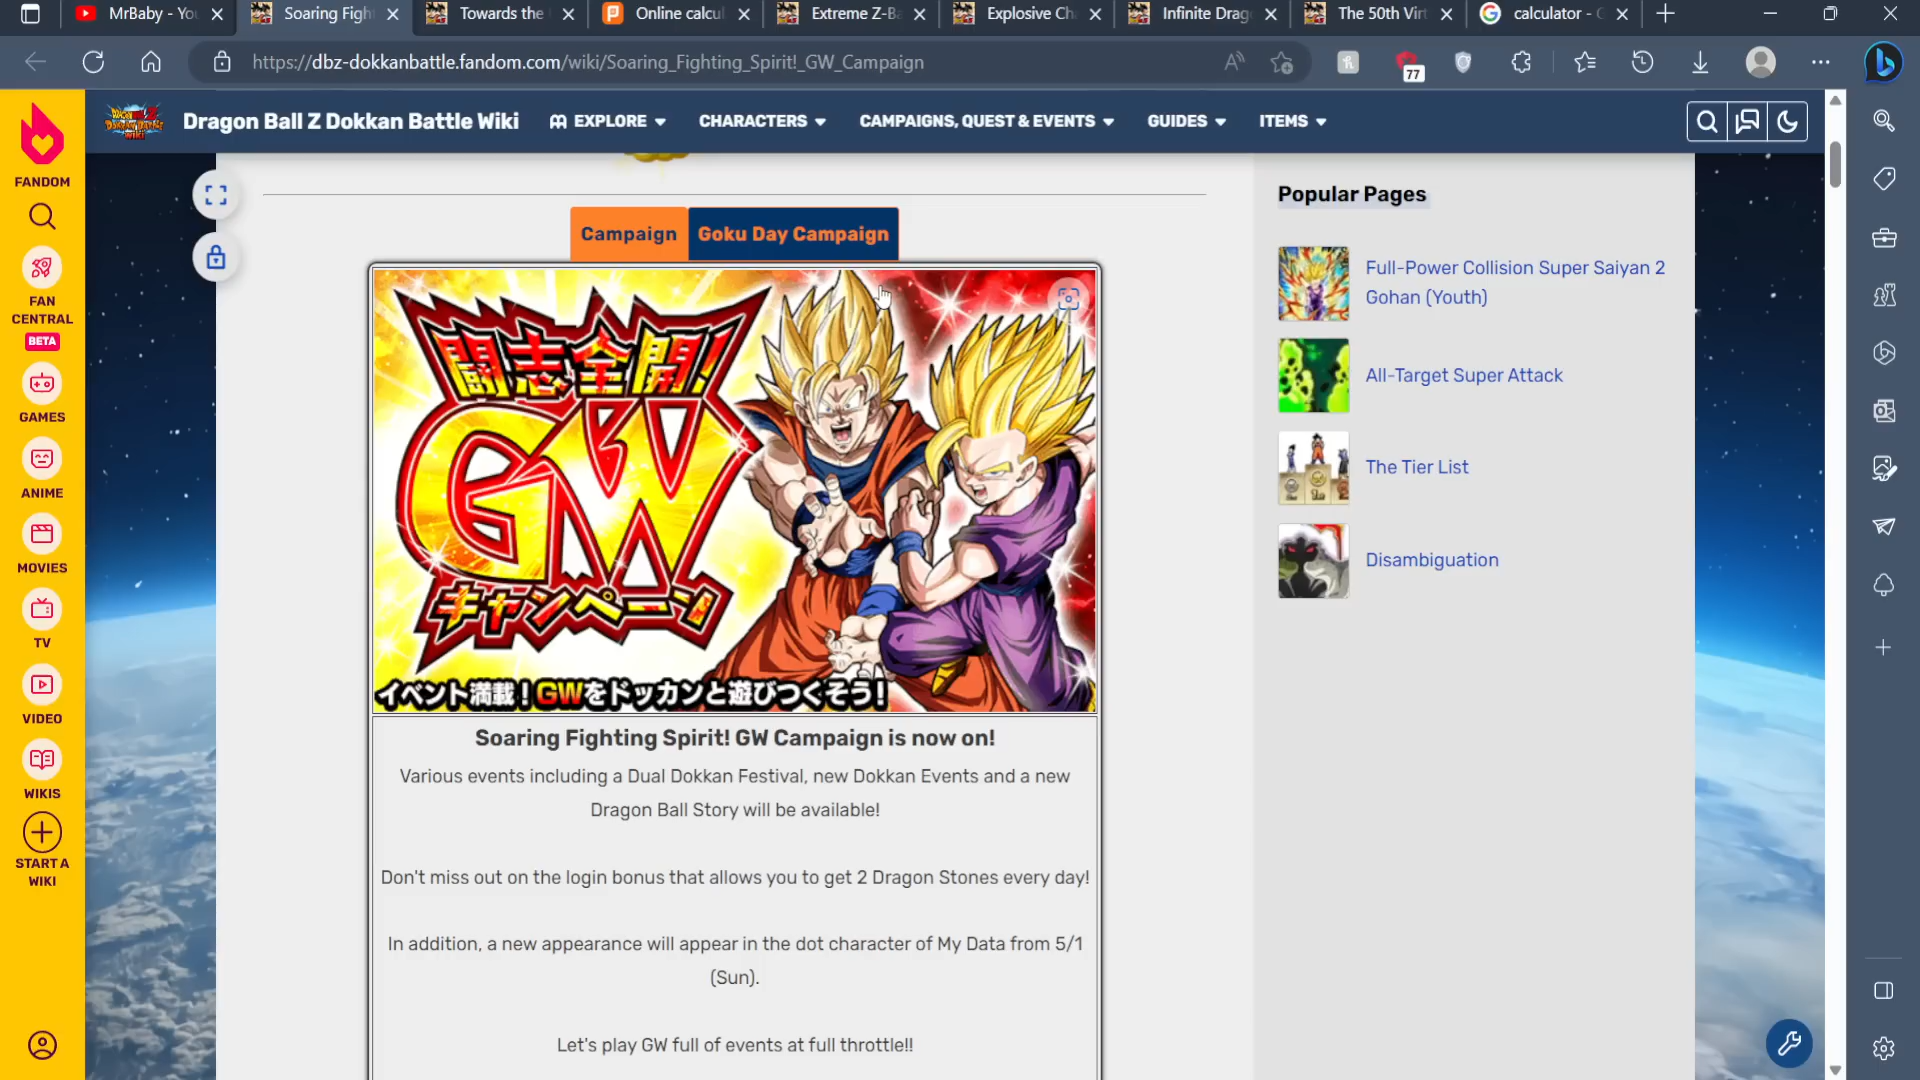 MrBaby - You
Soaring Figh
Towards the
Online calcul
Extreme Z-Ba
Explosive Ch
Infinite Drag
The 50th Virt
calculator - G
https://dbz-dokkanbattle.fandom.com/wiki/Soaring_Fighting_Spirit!_GW_Campaign
77
Dragon Ball Z Dokkan Battle Wiki
EXPLORE
CHARACTERS
CAMPAIGNS, QUEST & EVENTS
GUIDES
ITEMS
FANDOM
FAN
CENTRAL
BETA
GAMES
ANIME
MOVIES
TV
VIDEO
WIKIS
START A
WIKI
Campaign
Goku Day Campaign
闘志全開!
GW
キャンペーン
イベント満載!GWをドッカンと遊びつくそう!
Soaring Fighting Spirit! GW Campaign is now on!
Various events including a Dual Dokkan Festival, new Dokkan Events and a new
Dragon Ball Story will be available!
Don't miss out on the login bonus that allows you to get 2 Dragon Stones every day!
In addition, a new appearance will appear in the dot character of My Data from 5/1
(Sun).
Let's play GW full of events at full throttle!!
Popular Pages
Full-Power Collision Super Saiyan 2
Gohan (Youth)
All-Target Super Attack
The Tier List
Disambiguation